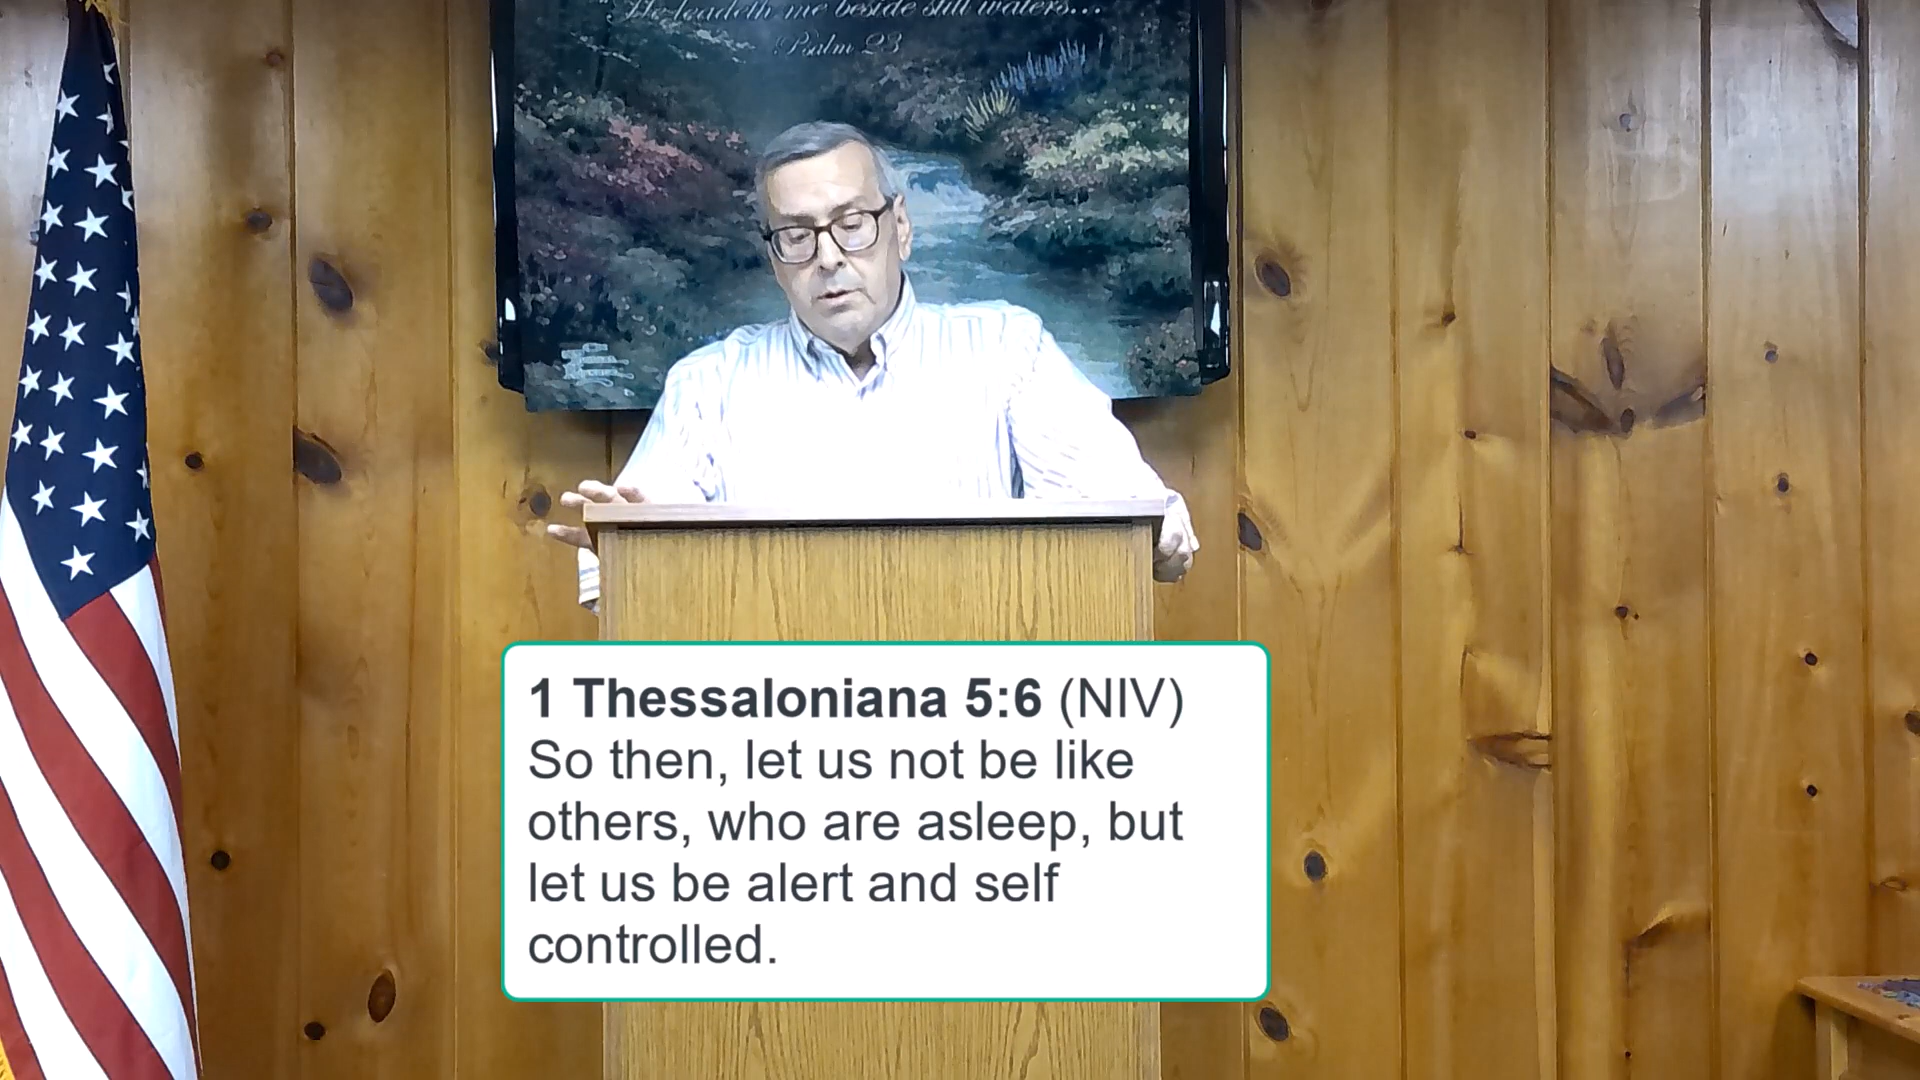 "He leadeth me beside still waters...
Psalm 23
1 Thessaloniana 5:6 (NIV)
So then, let us not be like
others, who are asleep, but
let us be alert and self
controlled.